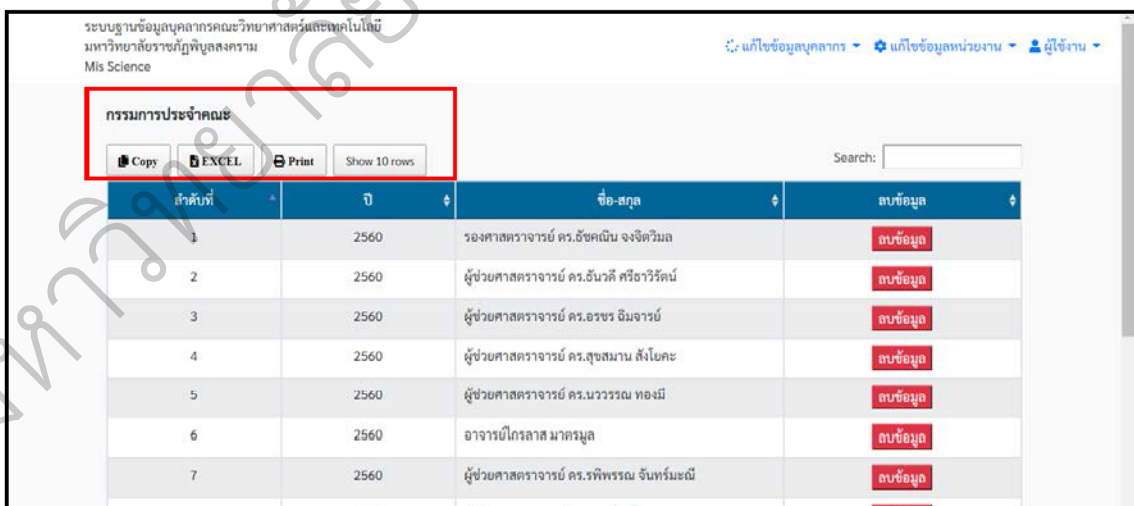 ระบบฐานข้อมูลบุคลากรคณะวิทยาศาสตร์และเทคโนโลยี
มหาวิทยาลัยราชภัฏพิบูลสงคราม
Mis Science
แก้ไขข้อมูลบุคลากร แก้ไขข้อมูลหน่วยงาน ผู้ใช้งาน
กรรมการประจำคณะ
Copy EXCEL Print Show 10 rows Search:
ลำดับที่ ปี ชื่อ-สกุล ลบข้อมูล
1 2560 รองศาสตราจารย์ ดร.ธัชคณิน จงจิตวิมล ลบข้อมูล
2 2560 ผู้ช่วยศาสตราจารย์ ดร.ธันวดี ศรีธาวิรัตน์ ลบข้อมูล
3 2560 ผู้ช่วยศาสตราจารย์ ดร.อรชร ฉิมจารย์ ลบข้อมูล
4 2560 ผู้ช่วยศาสตราจารย์ ดร.สุขสมาน สังโยคะ ลบข้อมูล
5 2560 ผู้ช่วยศาสตราจารย์ ดร.นววรรณ ทองมี ลบข้อมูล
6 2560 อาจารย์ไกรลาส มาตรมูล ลบข้อมูล
7 2560 ผู้ช่วยศาสตราจารย์ ดร.รพิพรรณ จันทร์มะณี ลบข้อมูล